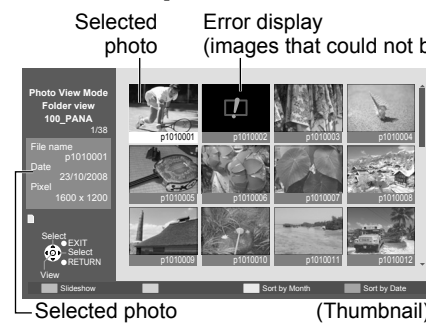 Selected photo
Error display
(images that could not b
Photo View Mode
Folder view
100_PANA
1/38
File name
p1010001
Date
23/10/2008
Pixel
1600 x 1200
Select
EXIT
Select
RETURN
View
p1010001
p1010002
p1010003
p1010004
p1010005
p1010006
p1010007
p1010008
p1010009
p1010010
p1010011
p1010012
Slideshow
Sort by Month
Sort by Date
Selected photo
(Thumbnail)